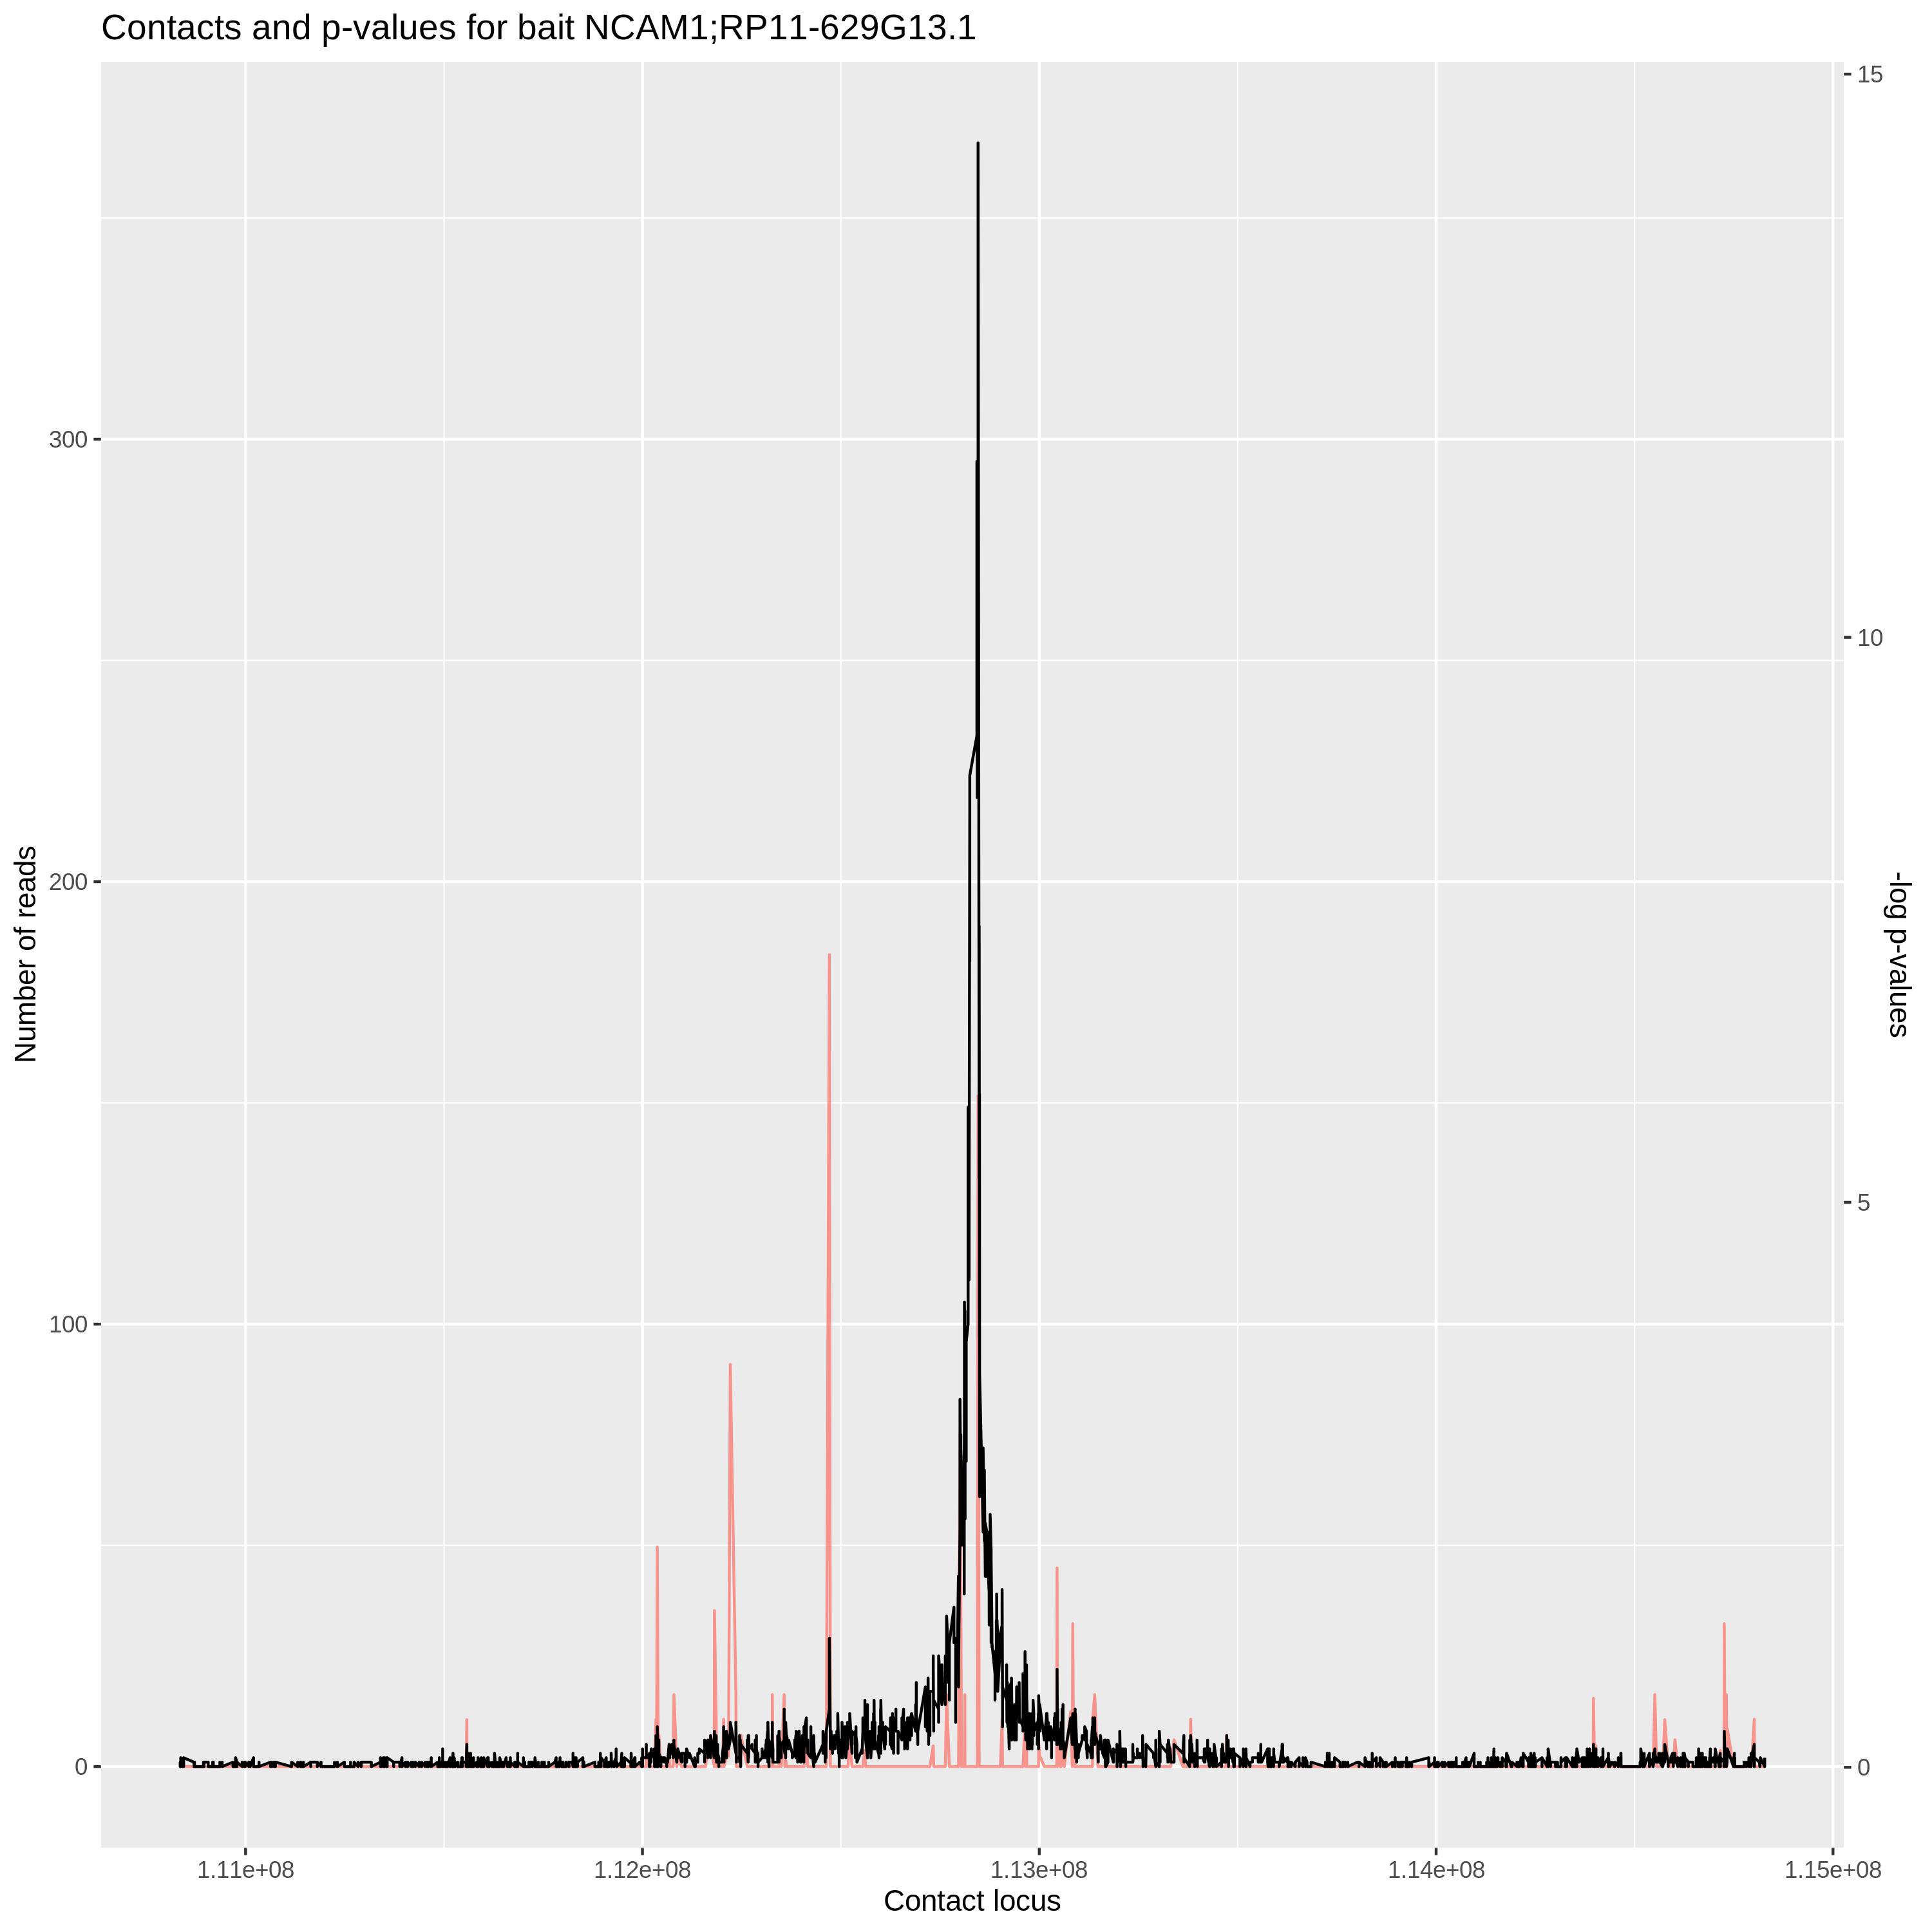 Contacts and p-values for bait NCAM1;RP11-629G13.1
15
300
10
200
Number of reads
-log p-values
5
100
0
0
1.11e+08
1.12e+08
1.13e+08
1.14e+08
1.15e+08
Contact locus